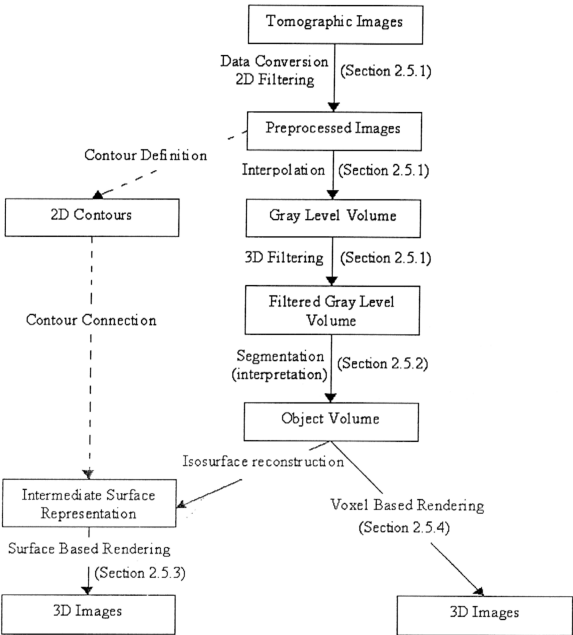 Tomographic Images
Data Conversion
2D Filtering
(Section 2.5.1)
Preprocessed Images
Contour Definition
Interpolation
(Section 2.5.1)
2D Contours
Gray Level Volume
3D Filtering
(Section 2.5.1)
Filtered Gray Level
Volume
Contour Connection
Segmentation
(interpretation)
(Section 2.5.2)
Object Volume
Isosurface reconstruction
Intermediate Surface
Representation
Voxel Based Rendering
(Section 2.5.4)
Surface Based Rendering
(Section 2.5.3)
3D Images
3D Images